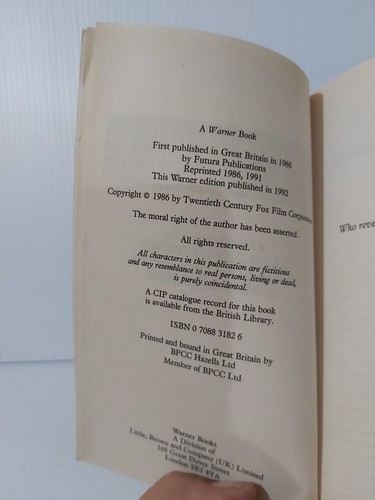 A Warner Book
First published in Great Britain in 1986
by Futura Publications
Reprinted 1986, 1991
This Warner edition published in 1992
Copyright © 1986 by Twentieth Century Fox Film Corporation
The moral right of the author has been asserted.
All rights reserved.
All characters in this publication are fictitious
and any resemblance to real persons, living or dead,
is purely coincidental.
A CIP catalogue record for this book
is available from the British Library.
ISBN 0 7088 3182 6
Printed and bound in Great Britain by
BPCC Hazells Ltd
Member of BPCC Ltd
Warner Books
A Division of
Little, Brown and Company (UK) Limited
165 Great Dover Street
London SE1 4YA
Who